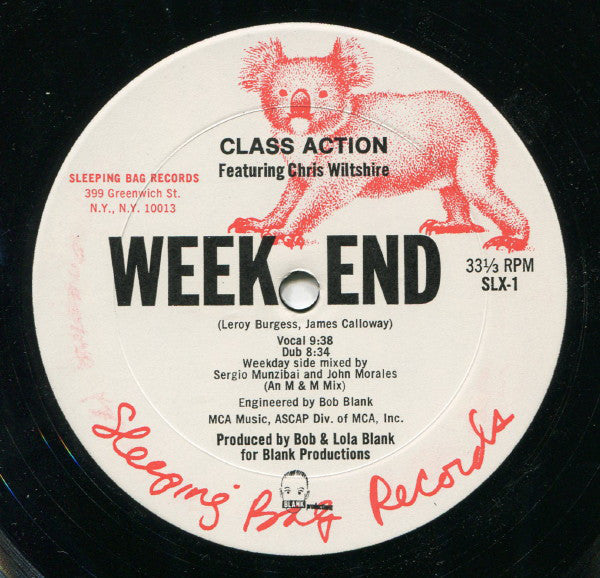 CLASS ACTION
Featuring Chris Wiltshire
SLEEPING BAG RECORDS
399 Greenwich St.
N.Y., N.Y. 10013
WEEK END
33⅓ RPM
SLX-1
(Leroy Burgess, James Calloway)
Vocal 9:38
Dub 8:34
Weekday side mixed by
Sergio Munzibai and John Morales
(An M & M Mix)
Engineered by Bob Blank
MCA Music, ASCAP Div. of MCA, Inc.
Produced by Bob & Lola Blank
for Blank Productions
Sleeping Bag Records
BLANK productions